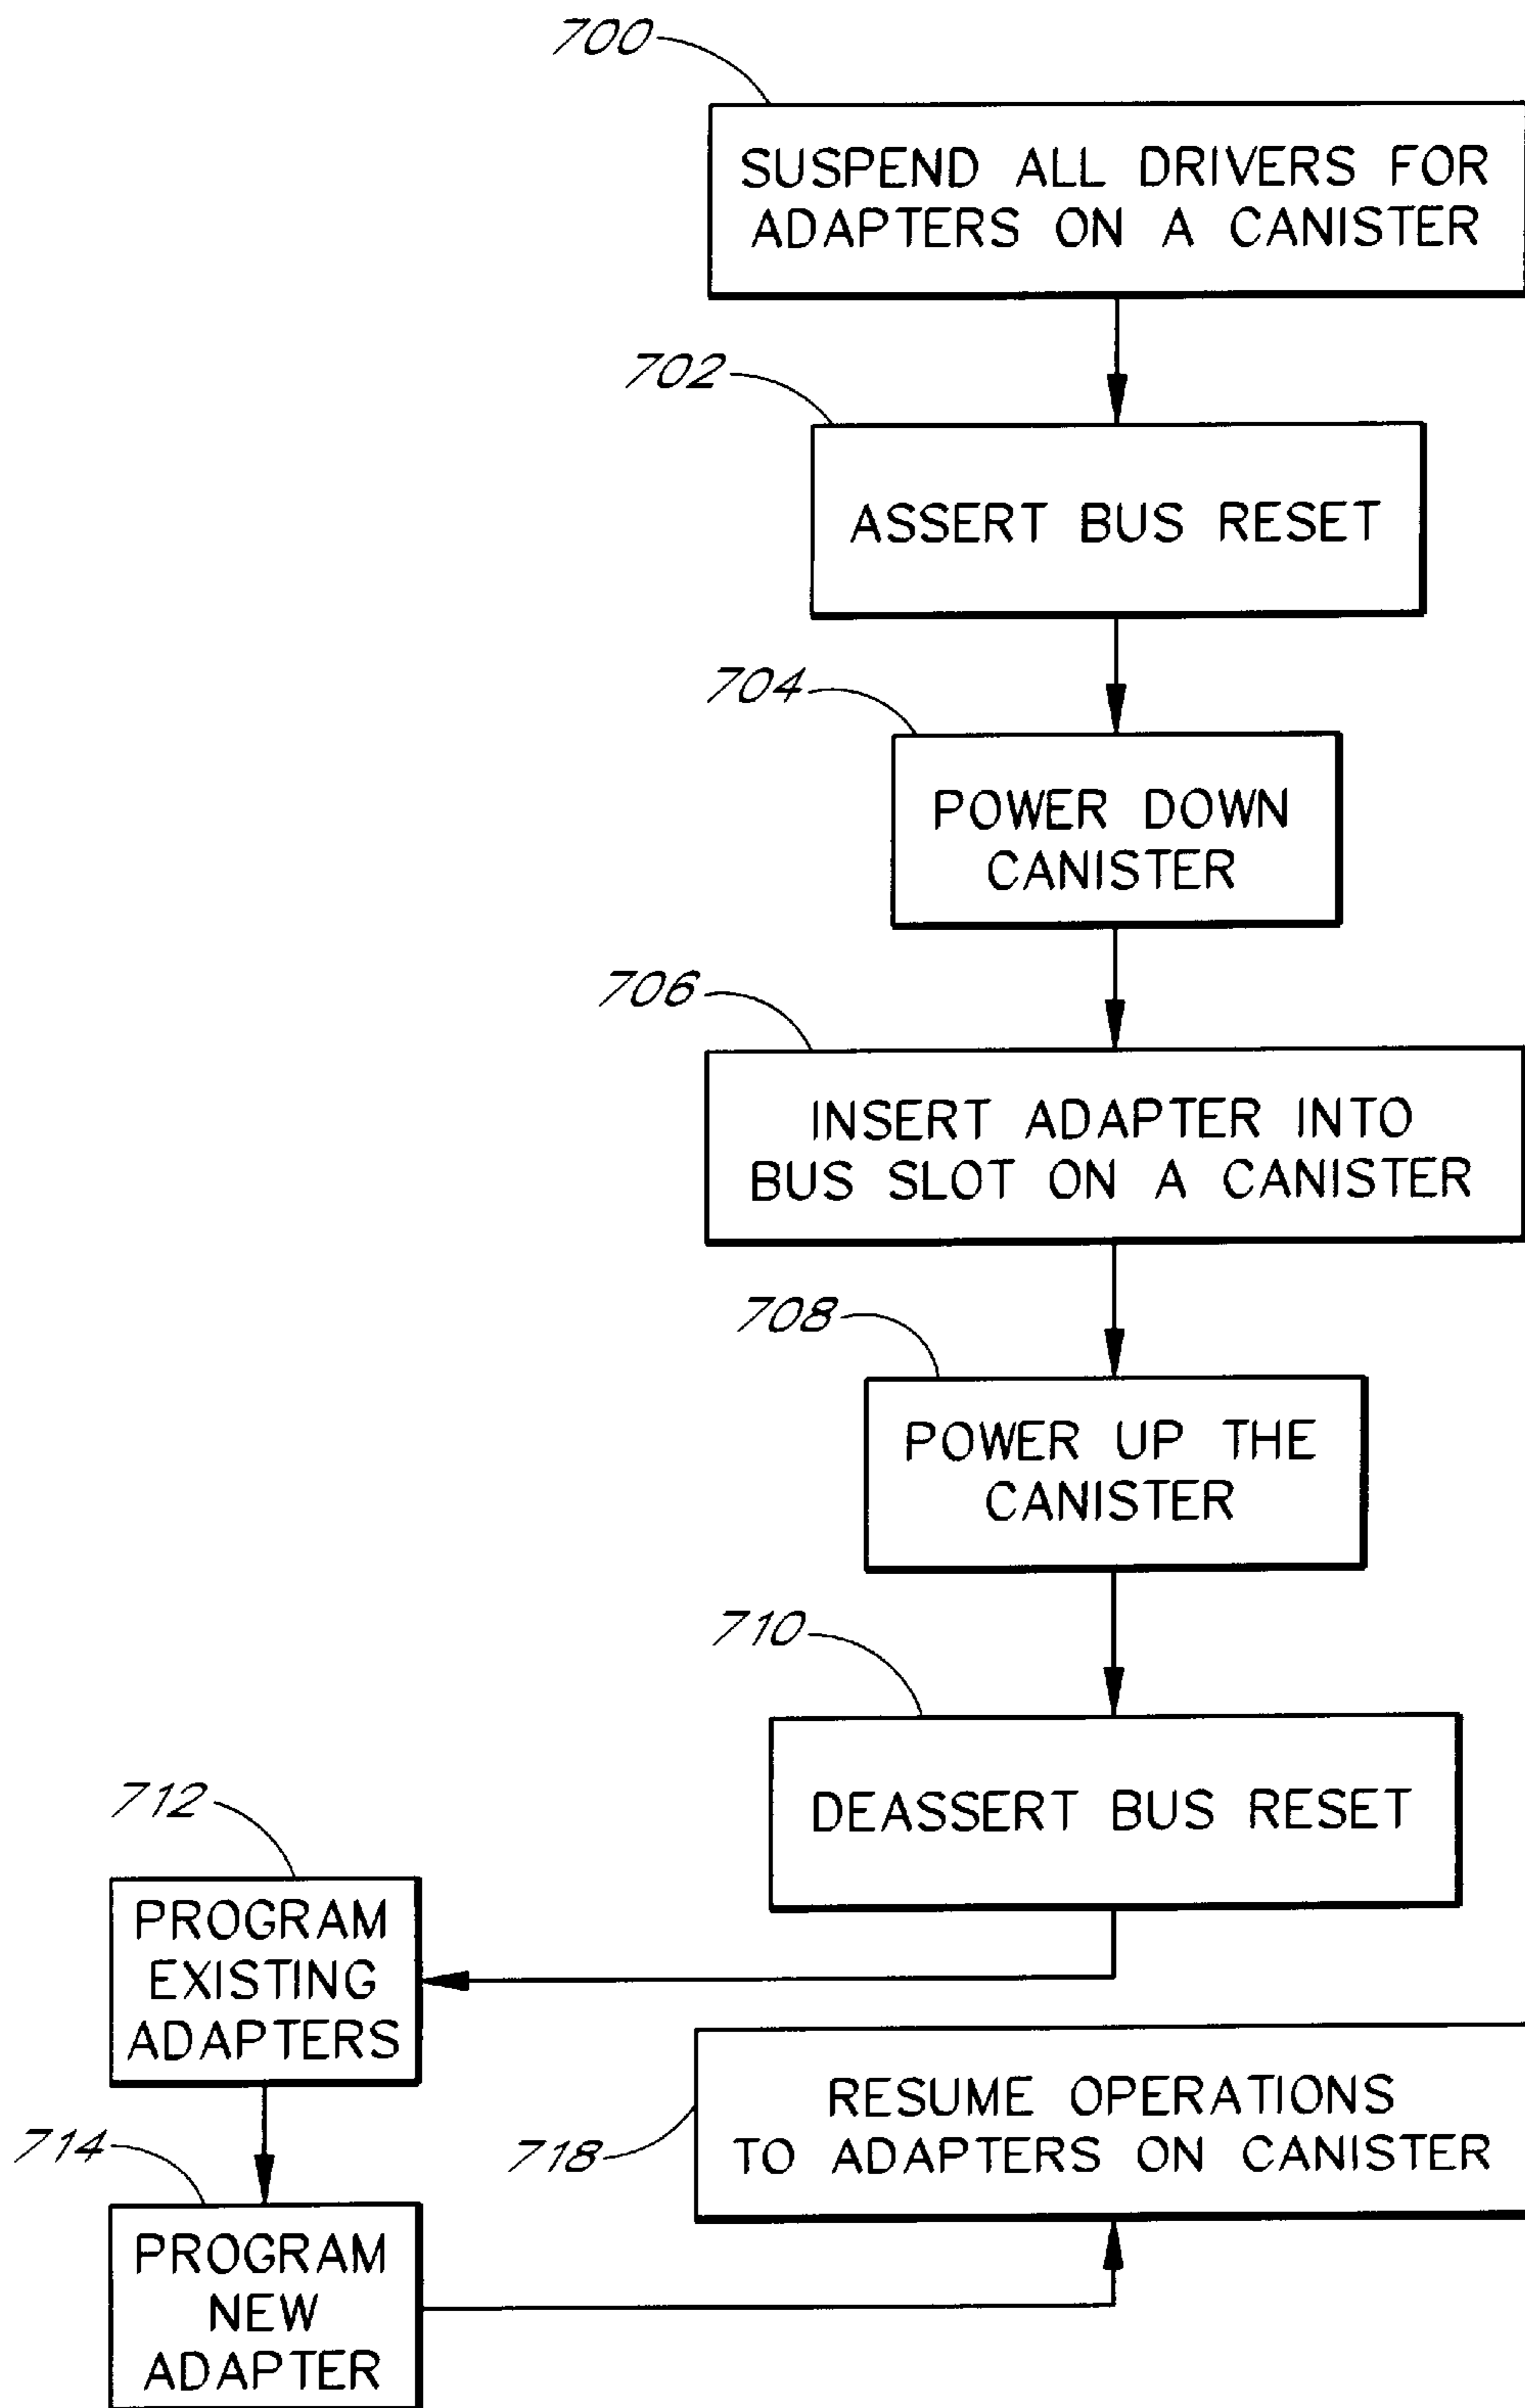 700
SUSPEND ALL DRIVERS FOR
ADAPTERS ON A CANISTER
702
ASSERT BUS RESET
704
POWER DOWN
CANISTER
706
INSERT ADAPTER INTO
BUS SLOT ON A CANISTER
708
POWER UP THE
CANISTER
710
DEASSERT BUS RESET
712
PROGRAM
EXISTING
ADAPTERS
714
PROGRAM
NEW
ADAPTER
718
RESUME OPERATIONS
TO ADAPTERS ON CANISTER